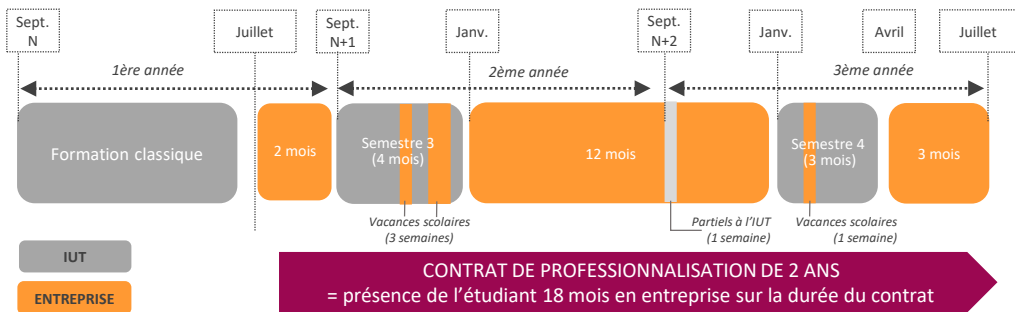 Sept.
N
Juillet
Sept.
N+1
Janv.
Sept.
N+2
Janv.
Avril
Juillet
1ère année
2ème année
3ème année
Formation classique
2 mois
Semestre 3
(4 mois)
12 mois
Semestre 4
(3 mois)
3 mois
Vacances scolaires
(3 semaines)
Partiels à l’IUT
(1 semaine)
Vacances scolaires
(1 semaine)
IUT
ENTREPRISE
CONTRAT DE PROFESSIONNALISATION DE 2 ANS
= présence de l’étudiant 18 mois en entreprise sur la durée du contrat